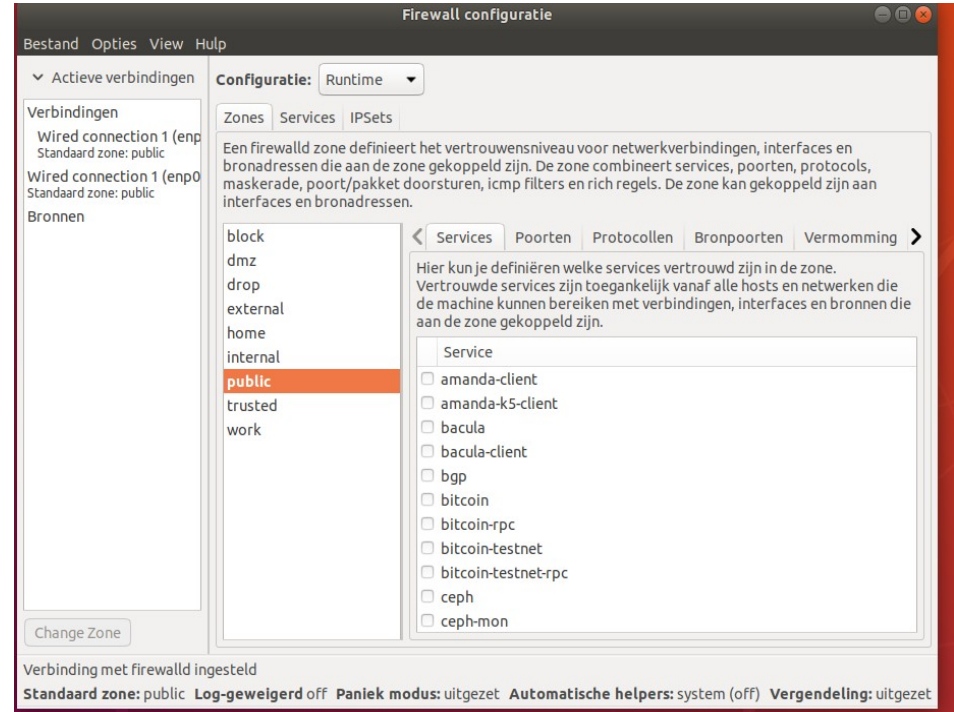 Firewall configuratie
Bestand Opties View Hulp
Actieve verbindingen
Verbindingen
Wired connection 1 (enp
Standaard zone: public
Wired connection 1 (enp0
Standaard zone: public
Bronnen
Change Zone
Configuratie: Runtime
Zones Services IPSets
Een firewalld zone definieert het vertrouwensniveau voor netwerkverbindingen, interfaces en
bronadressen die aan de zone gekoppeld zijn. De zone combineert services, poorten, protocols,
maskerade, poort/pakket doorsturen, icmp filters en rich regels. De zone kan gekoppeld zijn aan
interfaces en bronadressen.
block
dmz
drop
external
home
internal
public
trusted
work
Services Poorten Protocollen Bronpoorten Vermomming
Hier kun je definiëren welke services vertrouwd zijn in de zone.
Vertrouwde services zijn toegankelijk vanaf alle hosts en netwerken die
de machine kunnen bereiken met verbindingen, interfaces en bronnen die
aan de zone gekoppeld zijn.
Service
amanda-client
amanda-k5-client
bacula
bacula-client
bgp
bitcoin
bitcoin-rpc
bitcoin-testnet
bitcoin-testnet-rpc
ceph
ceph-mon
Verbinding met firewalld ingesteld
Standaard zone: public Log-geweigerd off Paniek modus: uitgezet Automatische helpers: system (off) Vergendeling: uitgezet